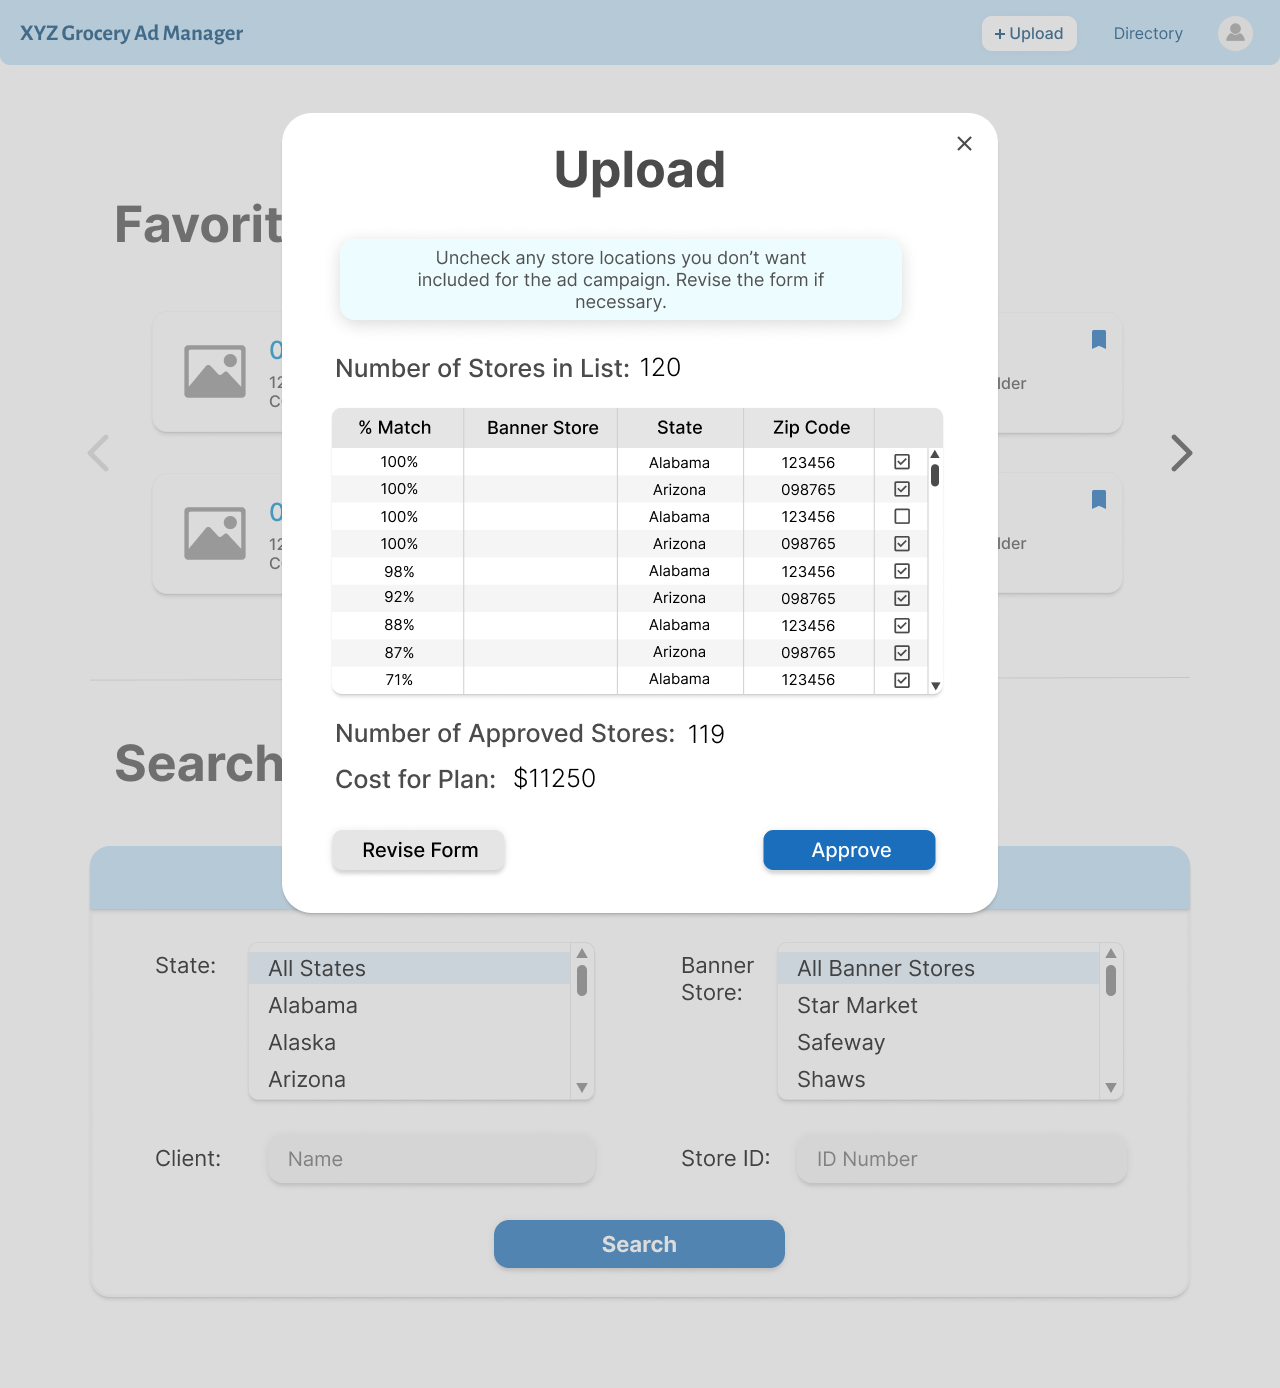 XYZ Grocery Ad Manager
+ Upload
Directory
Upload
Favorit
Uncheck any store locations you don’t want
included for the ad campaign. Revise the form if
necessary.
0
12
C
lder
0
12
C
lder
Number of Stores in List: 120
% Match Banner Store State Zip Code
100% Alabama 123456
100% Arizona 098765
100% Alabama 123456
100% Arizona 098765
98% Alabama 123456
92% Arizona 098765
88% Alabama 123456
87% Arizona 098765
71% Alabama 123456
Number of Approved Stores: 119
Cost for Plan: $11250
Revise Form
Approve
Search
State:
All States
Alabama
Alaska
Arizona
Banner
Store:
All Banner Stores
Star Market
Safeway
Shaws
Client:
Name
Store ID:
ID Number
Search